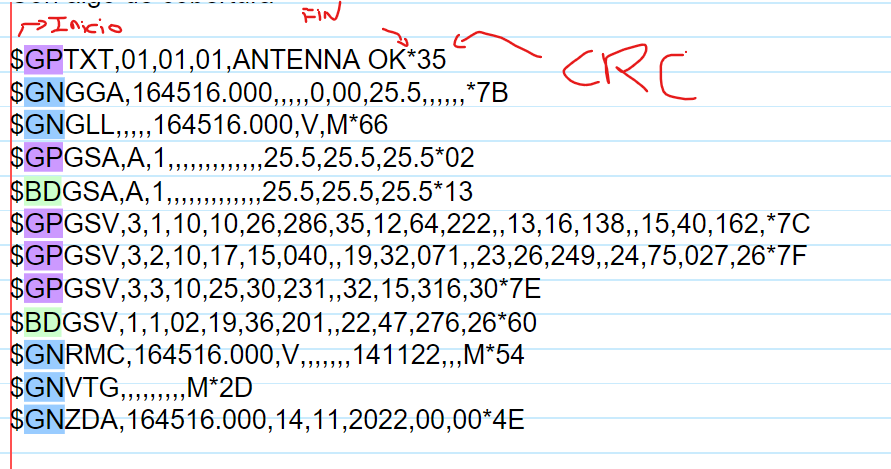 Inicio
FIN
$GPTXT,01,01,01,ANTENNA OK*35
CRC
$GNGGA,164516.000,,,,,0,00,25.5,,,,,,*7B
$GNGLL,,,,,164516.000,V,M*66
$GPGSA,A,1,,,,,,,,,,,,,25.5,25.5,25.5*02
$BDGSA,A,1,,,,,,,,,,,,,25.5,25.5,25.5*13
$GPGSV,3,1,10,10,26,286,35,12,64,222,,13,16,138,,15,40,162,*7C
$GPGSV,3,2,10,17,15,040,,19,32,071,,23,26,249,,24,75,027,26*7F
$GPGSV,3,3,10,25,30,231,,32,15,316,30*7E
$BDGSV,1,1,02,19,36,201,,22,47,276,26*60
$GNRMC,164516.000,V,,,,,,,141122,,,M*54
$GNVTG,,,,,,,,,M*2D
$GNZDA,164516.000,14,11,2022,00,00*4E